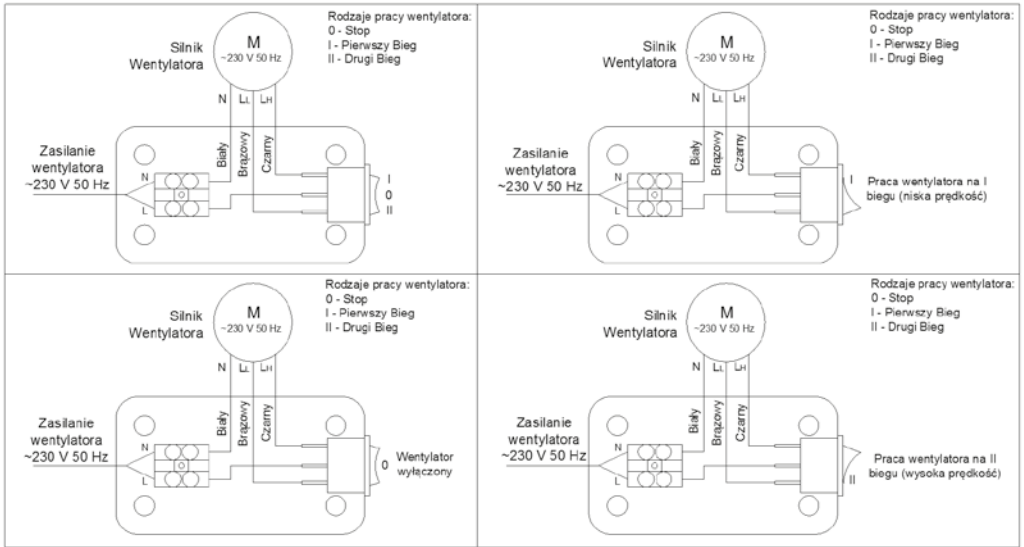 Rodzaje pracy wentylatora:
0 - Stop
I - Pierwszy Bieg
II - Drugi Bieg
Silnik
Wentylatora
M
~230 V 50 Hz
N LL LH
Biały
Brązowy
Czarny
Zasilanie
wentylatora
~230 V 50 Hz
N
L
I
0
II
Rodzaje pracy wentylatora:
0 - Stop
I - Pierwszy Bieg
II - Drugi Bieg
Silnik
Wentylatora
M
~230 V 50 Hz
N LL LH
Biały
Brązowy
Czarny
Zasilanie
wentylatora
~230 V 50 Hz
N
L
I
Praca wentylatora na I
biegu (niska prędkość)
Rodzaje pracy wentylatora:
0 - Stop
I - Pierwszy Bieg
II - Drugi Bieg
Silnik
Wentylatora
M
~230 V 50 Hz
N LL LH
Biały
Brązowy
Czarny
Zasilanie
wentylatora
~230 V 50 Hz
N
L
0
Wentylator
wyłączony
Rodzaje pracy wentylatora:
0 - Stop
I - Pierwszy Bieg
II - Drugi Bieg
Silnik
Wentylatora
M
~230 V 50 Hz
N LL LH
Biały
Brązowy
Czarny
Zasilanie
wentylatora
~230 V 50 Hz
N
L
II
Praca wentylatora na II
biegu (wysoka prędkość)